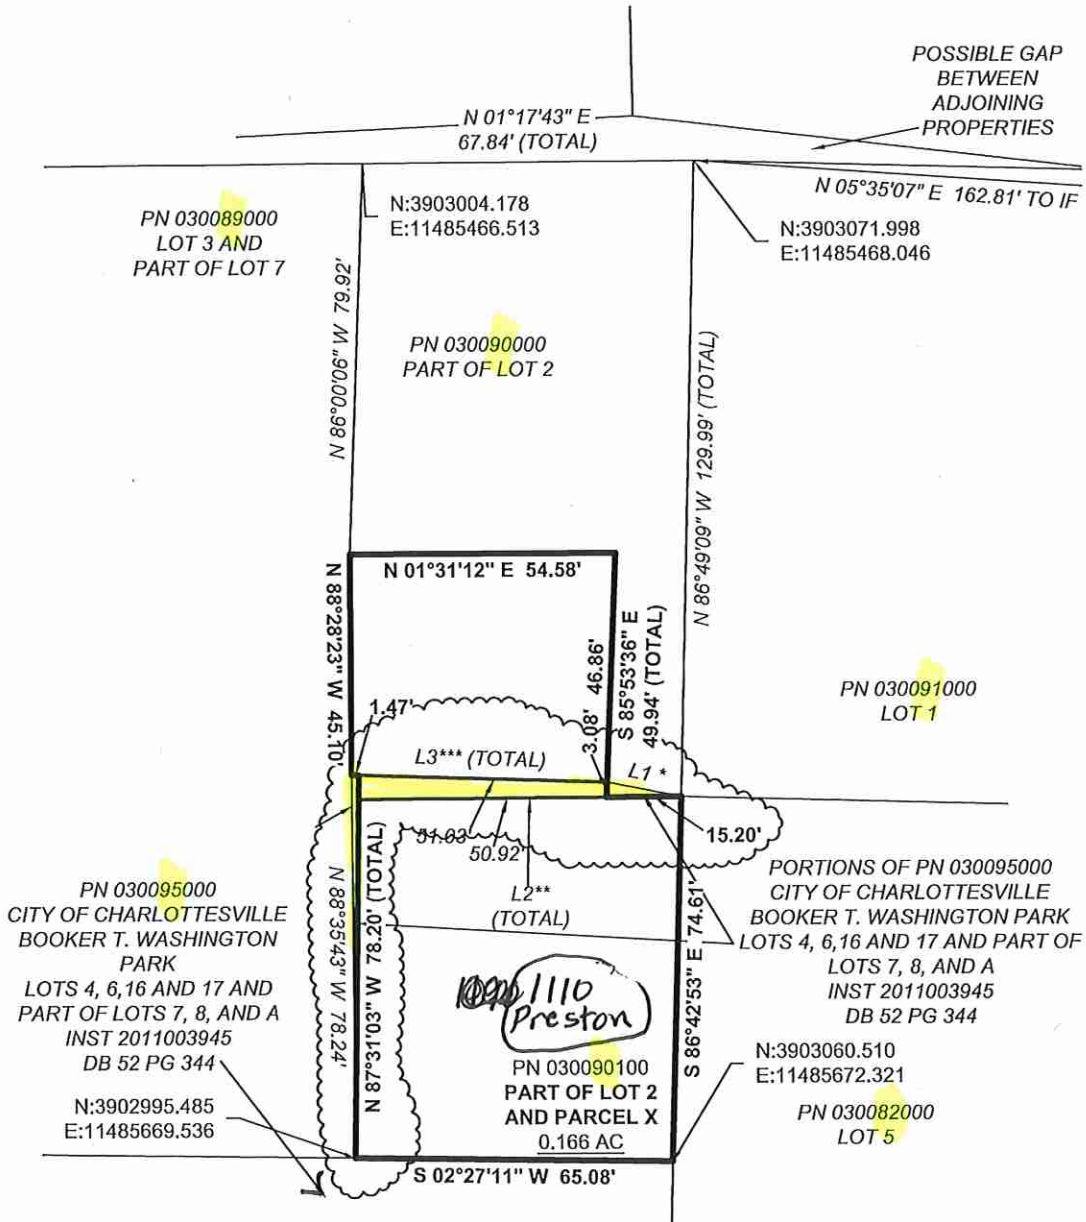 POSSIBLE GAP
BETWEEN
ADJOINING
PROPERTIES
N 01°17'43" E
67.84' (TOTAL)
N 05°35'07" E 162.81' TO IF
PN 030089000
LOT 3 AND
PART OF LOT 7
N:3903004.178
E:11485466.513
N:3903071.998
E:11485468.046
N 86°00'06" W 79.92'
PN 030090000
PART OF LOT 2
N 86°49'09" W 129.99' (TOTAL)
N 01°31'12" E 54.58'
N 88°28'23" W 45.10'
46.86'
3.08'
S 85°53'36" E
49.94' (TOTAL)
PN 030091000
LOT 1
1.47'
L3*** (TOTAL)
L1 *
15.20'
51.03'
50.92'
L2**
(TOTAL)
N 88°35'43" W 78.24'
N 87°31'03" W 78.20' (TOTAL)
S 86°42'53" E 74.61'
PN 030095000
CITY OF CHARLOTTESVILLE
BOOKER T. WASHINGTON
PARK
LOTS 4, 6,16 AND 17 AND
PART OF LOTS 7, 8, AND A
INST 2011003945
DB 52 PG 344
PORTIONS OF PN 030095000
CITY OF CHARLOTTESVILLE
BOOKER T. WASHINGTON PARK
LOTS 4, 6,16 AND 17 AND PART OF
LOTS 7, 8, AND A
INST 2011003945
DB 52 PG 344
1110
Preston
PN 030090100
PART OF LOT 2
AND PARCEL X
0.166 AC
N:3903060.510
E:11485672.321
PN 030082000
LOT 5
N:3902995.485
E:11485669.536
S 02°27'11" W 65.08'